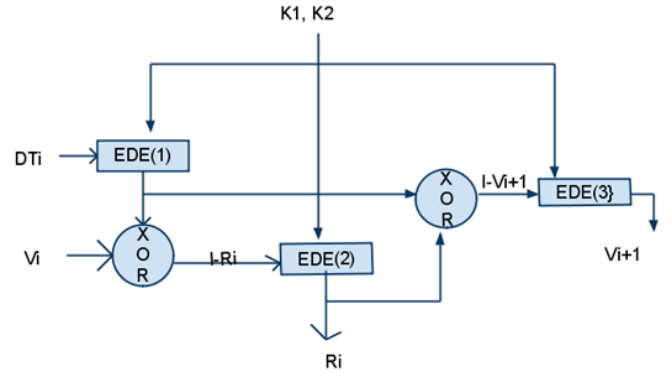 K1, K2
DTi
EDE(1)
X
O
R
I-Vi+1
EDE(3}
Vi
X
O
R
I-Ri
EDE(2)
Vi+1
Ri